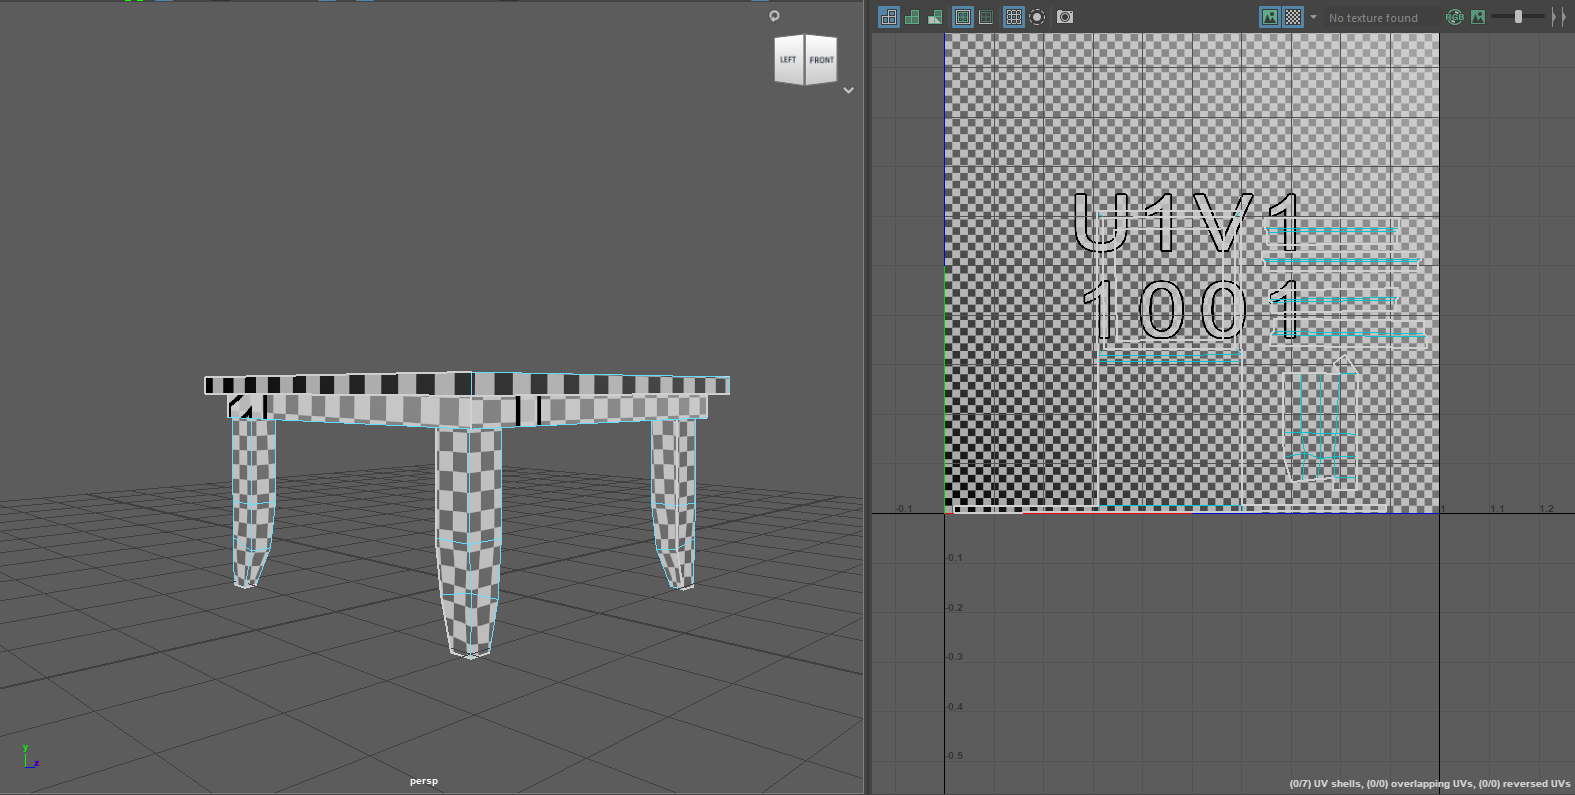 LEFT FRONT
No texture found
RGB
U1V1
1001
-0.1 1 1.1 1.2
-0.1
-0.2
-0.3
-0.4
-0.5
y
z
persp
(0/7) UV shells, (0/0) overlapping UVs, (0/0) reversed UVs